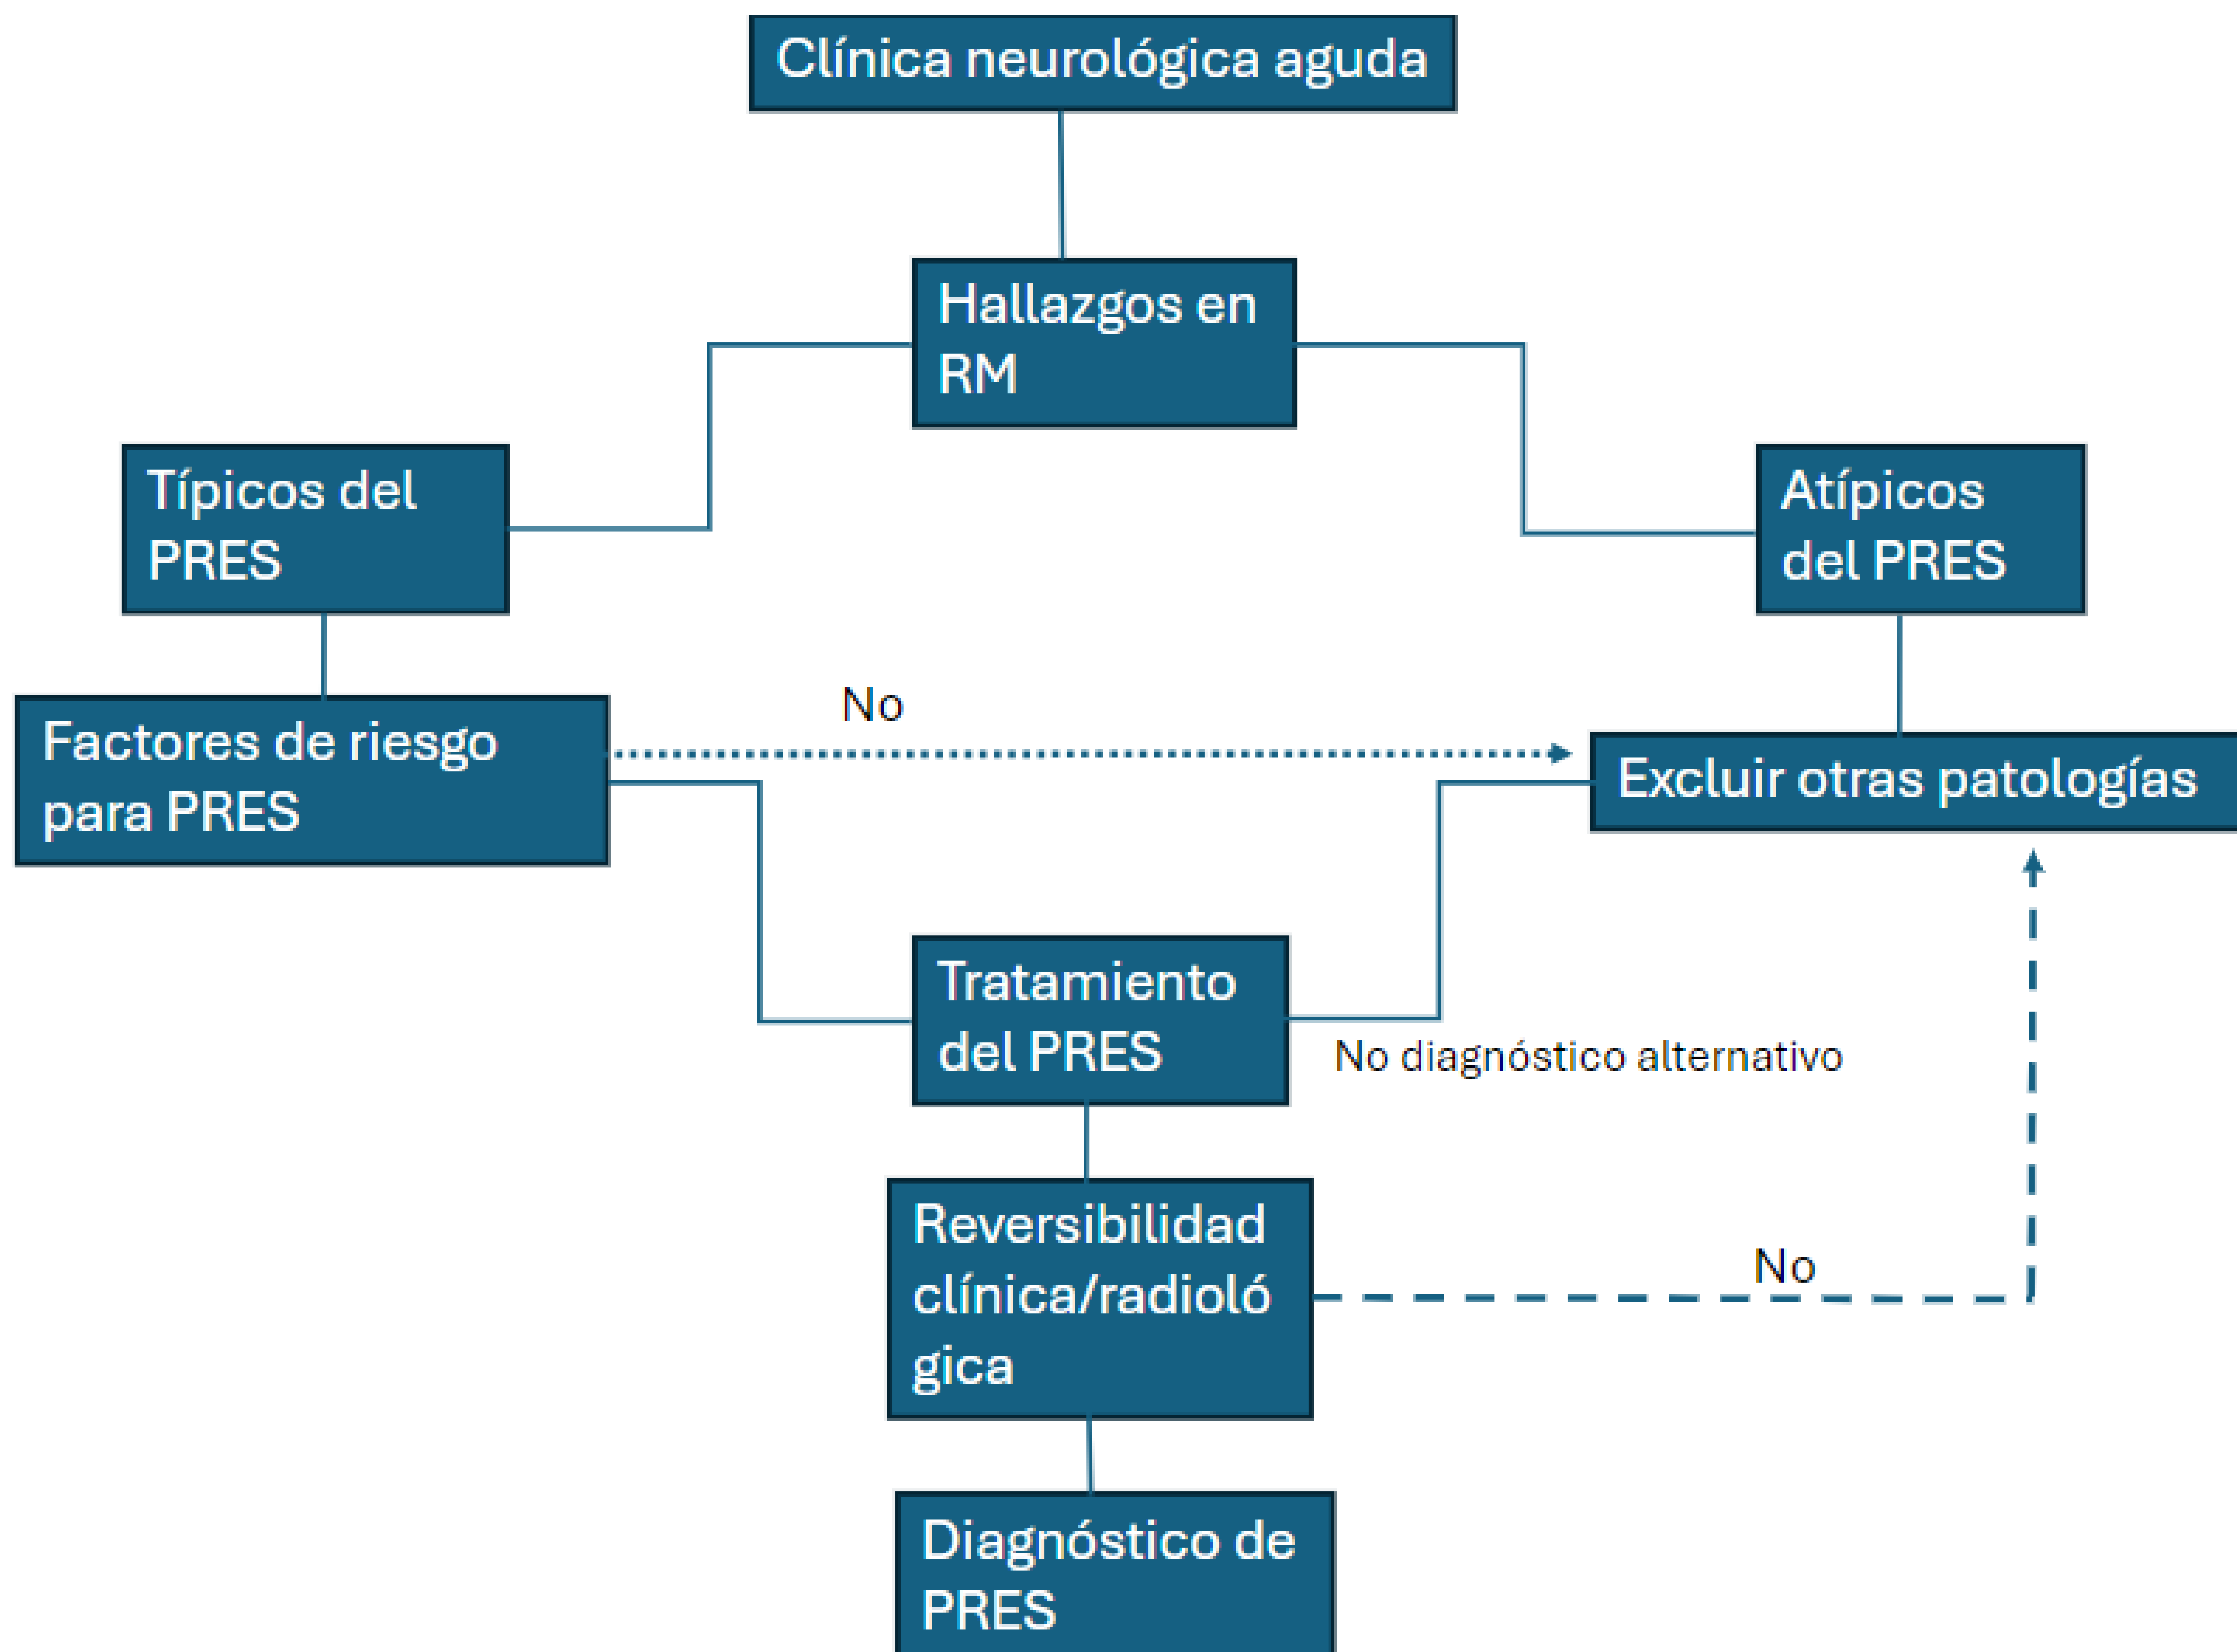 Clínica neurológica aguda
Hallazgos en
RM
Típicos del
PRES
Atípicos
del PRES
Factores de riesgo
para PRES
No
Excluir otras patologías
Tratamiento
del PRES
No diagnóstico alternativo
Reversibilidad
clínica/radioló
gica
No
Diagnóstico de
PRES